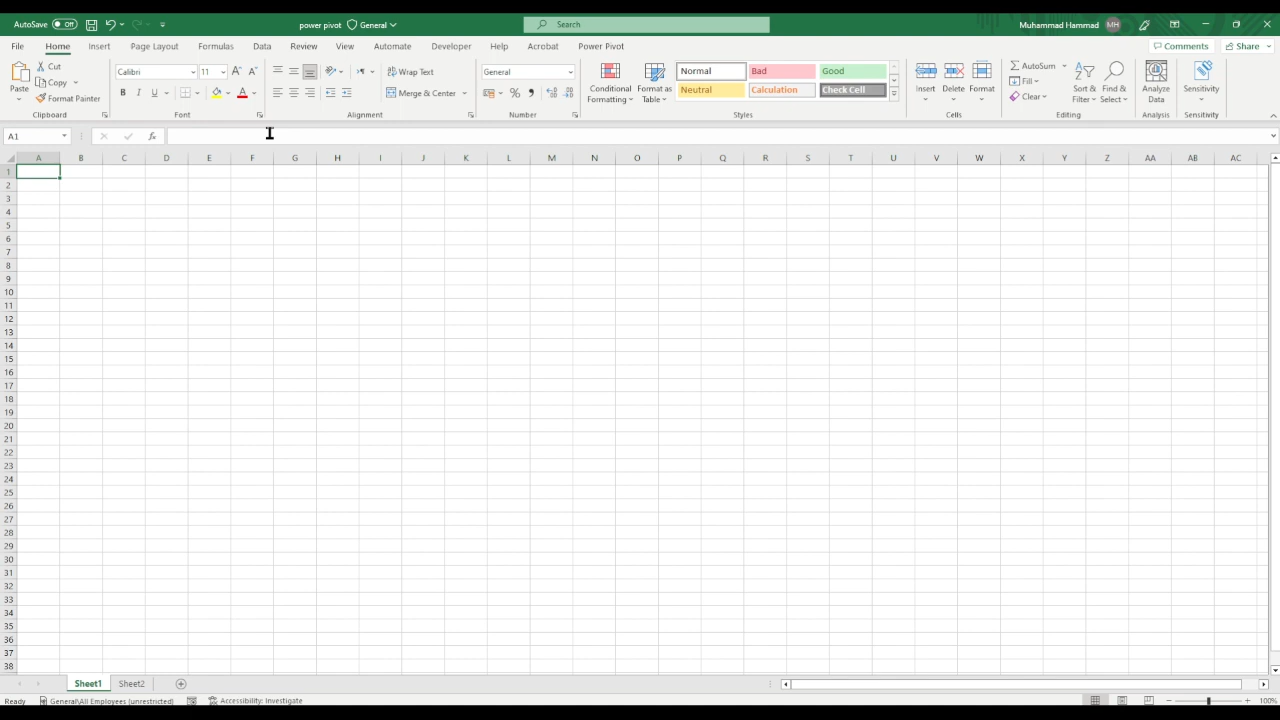 AutoSave Off power pivot General Search Muhammad Hammad MH
File Home Insert Page Layout Formulas Data Review View Automate Developer Help Acrobat Power Pivot Comments Share
Paste Cut Copy Format Painter Clipboard
Calibri 11 B I U A Font
Wrap Text Merge & Center Alignment
General % Number
Conditional Formatting Format as Table Normal Bad Good Neutral Calculation Check Cell Styles
Insert Delete Format Cells
AutoSum Fill Clear Sort & Filter Find & Select Editing
Analyze Data Analysis
Sensitivity Sensitivity
A1 fx
A B C D E F G H I J K L M N O P Q R S T U V W X Y Z AA AB AC
1
2
3
4
5
6
7
8
9
10
11
12
13
14
15
16
17
18
19
20
21
22
23
24
25
26
27
28
29
30
31
32
33
34
35
36
37
38
Sheet1 Sheet2
Ready General\All Employees (unrestricted) Accessibility: Investigate 100%